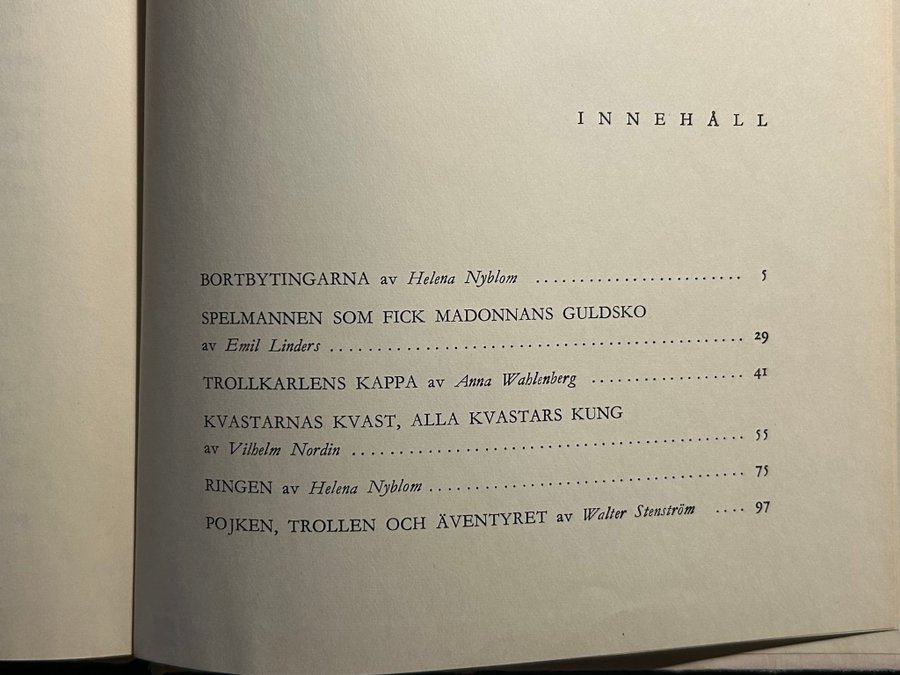 INNEHÅLL
BORTBYTINGARNA av Helena Nyblom ........................ 5
SPELMANNEN SOM FICK MADONNANS GULDSKO
av Emil Linders ............................................. 29
TROLLKARLENS KAPPA av Anna Wahlenberg .................. 41
KVASTARNAS KVAST, ALLA KVASTARS KUNG
av Vilhelm Nordin ........................................... 55
RINGEN av Helena Nyblom .................................... 75
POJKEN, TROLLEN OCH ÄVENTYRET av Walter Stenström .... 97